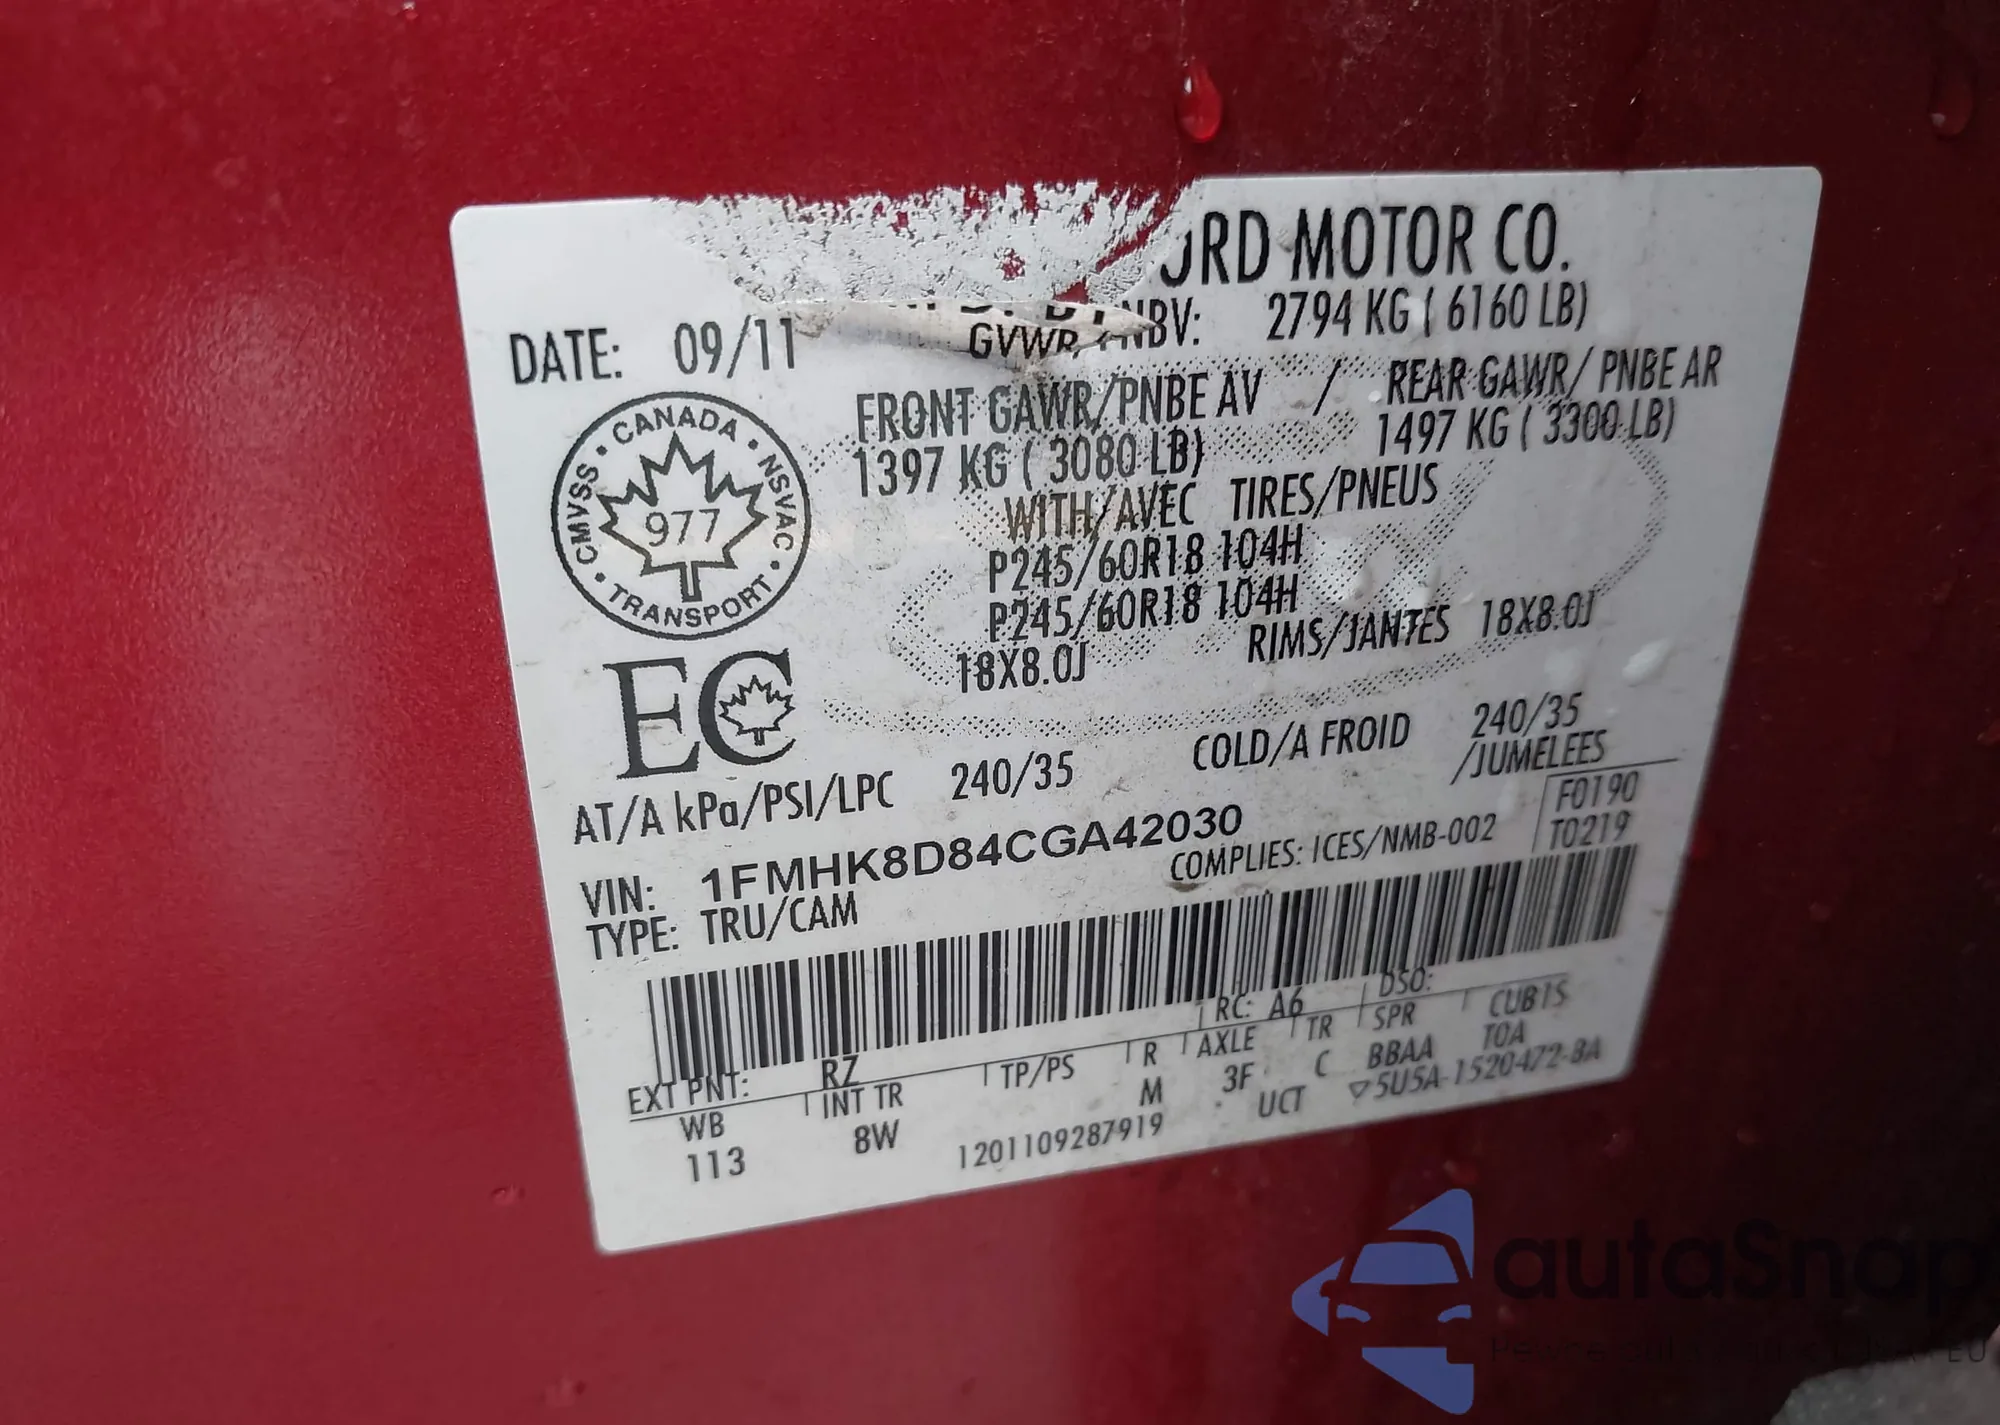 ORD MOTOR CO.
DATE: 09/11
GVWR/PNBV: 2794 KG ( 6160 LB)
FRONT GAWR/PNBE AV / REAR GAWR/ PNBE AR
1397 KG ( 3080 LB) 1497 KG ( 3300 LB)
WITH/AVEC TIRES/PNEUS
P245/60R18 104H
P245/60R18 104H
18X8.0J RIMS/JANTES 18X8.0J
CANADA
CMVSS
NSVAC
977
TRANSPORT
EC
AT/A kPa/PSI/LPC 240/35 COLD/A FROID 240/35
/JUMELEES
VIN: 1FMHK8D84CGA42030
COMPLIES: ICES/NMB-002
F0190
T0219
TYPE: TRU/CAM
EXT PNT: RZ RC: A6 DSO:
WB INT TR TP/PS R AXLE TR SPR CUB1S
113 8W M 3F C BBAA TOA
1201109287919 UCT ▽5U5A-1520472-BA
autoSnap